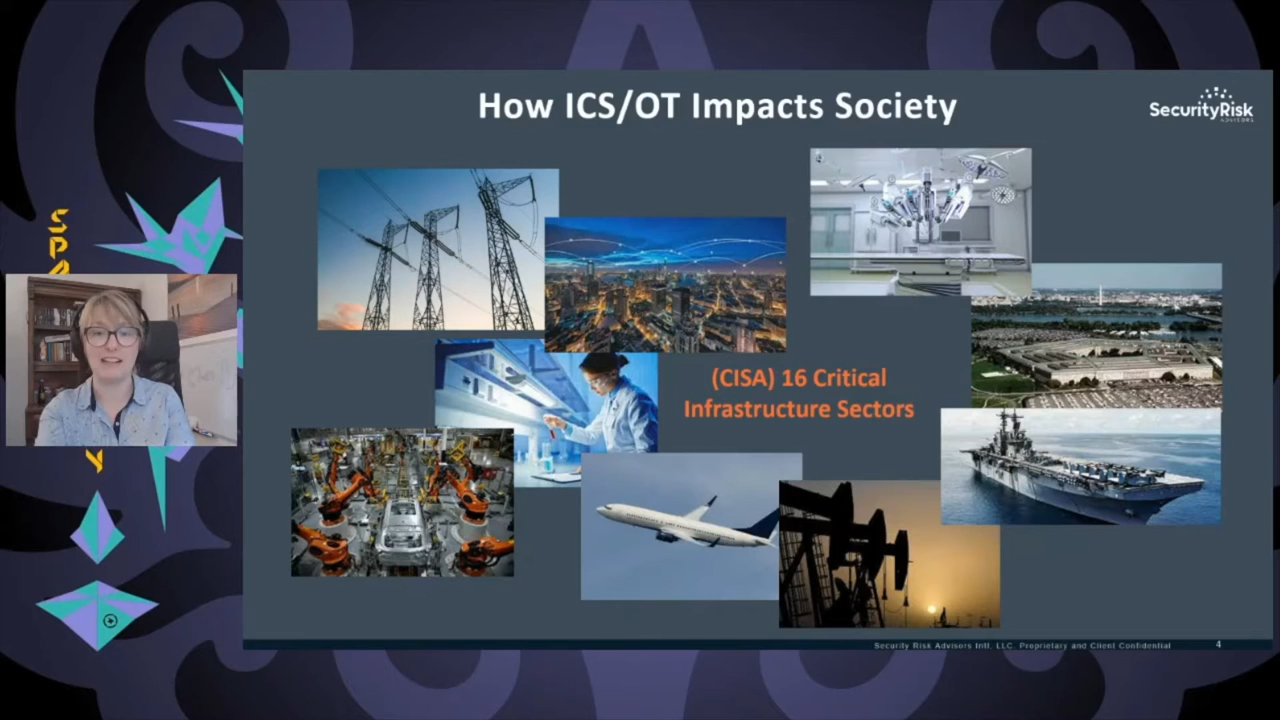 How ICS/OT Impacts Society
SecurityRisk
ADVISORS
(CISA) 16 Critical
Infrastructure Sectors
Security Risk Advisors Intl. LLC. Proprietary and Client Confidential
4